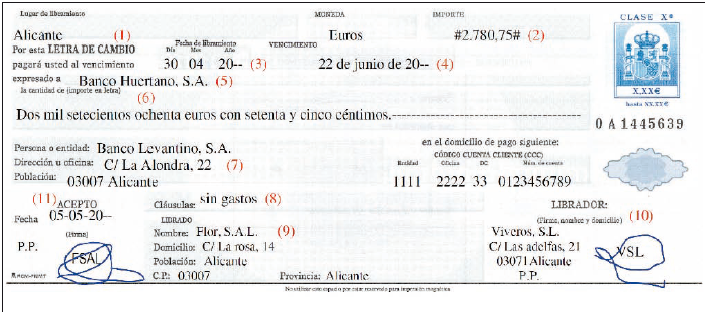 Lugar de libramiento MONEDA IMPORTE CLASE Xª
Alicante (1) Euros #2.780,75# (2)
Por esta LETRA DE CAMBIO Fecha de libramiento VENCIMIENTO
Día Mes Año
pagará usted al vencimiento 30 04 20-- (3) 22 de junio de 20-- (4)
expresado a Banco Huertano, S.A. (5)
la cantidad de (importe en letra) (6)
X,XX€
hasta XX.XX €
Dos mil setecientos ochenta euros con setenta y cinco céntimos.--------------------------------
0 A 1445639
Persona o entidad: Banco Levantino, S.A. en el domicilio de pago siguiente:
Dirección u oficina: C/ La Alondra, 22 (7) CÓDIGO CUENTA CLIENTE (CCC)
Entidad Oficina DC Núm. de cuenta
Población: 03007 Alicante 1111 2222 33 0123456789
(11) ACEPTO Cláusulas: sin gastos (8) LIBRADOR:
Fecha 05-05-20-- LIBRADO (Firma, nombre y domicilio) (10)
(Firma) Nombre: Flor, S.A.L. (9) Viveros, S.L.
P.P. FSAL Domicilio: C/ La rosa, 14 C/ Las adelfas, 21 VSL
Población: Alicante 03071 Alicante
C.P.: 03007 Provincia: Alicante P.P.
No utilizar este espacio por estar reservado para impresión magnética